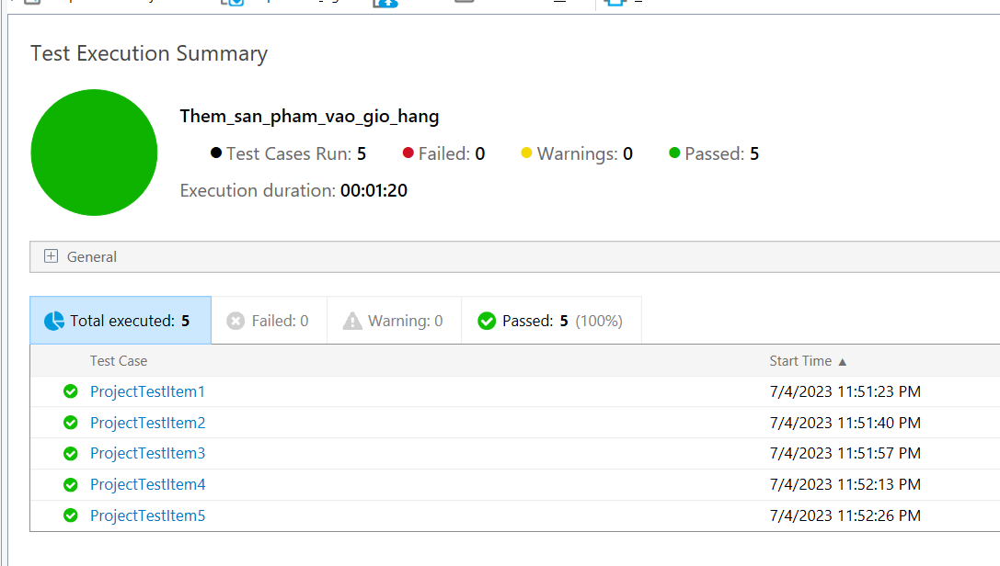 Test Execution Summary
Them_san_pham_vao_gio_hang
Test Cases Run: 5 Failed: 0 Warnings: 0 Passed: 5
Execution duration: 00:01:20
General
Total executed: 5 Failed: 0 Warning: 0 Passed: 5 (100%)
Test Case Start Time ▲
ProjectTestItem1 7/4/2023 11:51:23 PM
ProjectTestItem2 7/4/2023 11:51:40 PM
ProjectTestItem3 7/4/2023 11:51:57 PM
ProjectTestItem4 7/4/2023 11:52:13 PM
ProjectTestItem5 7/4/2023 11:52:26 PM